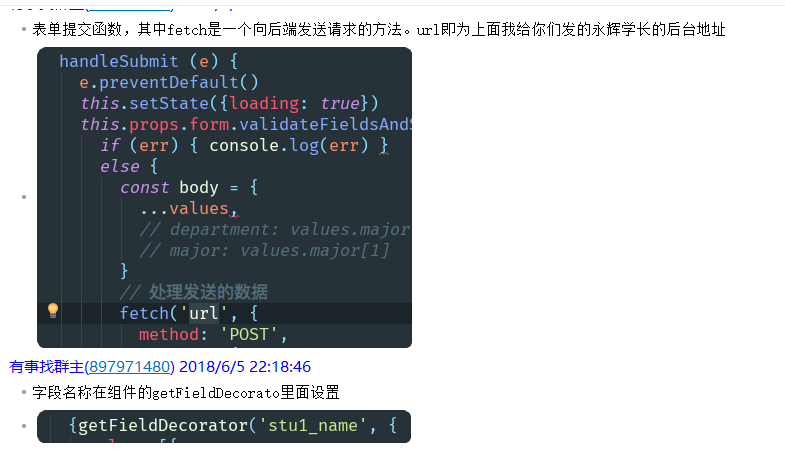 表单提交函数，其中fetch是一个向后端发送请求的方法。url即为上面我给你们发的永辉学长的后台地址
handleSubmit (e) {
e.preventDefault()
this.setState({loading: true})
this.props.form.validateFieldsAndS
if (err) { console.log(err) }
else {
const body = {
...values,
// department: values.major
// major: values.major[1]
}
// 处理发送的数据
fetch('url', {
method: 'POST',
有事找群主(897971480) 2018/6/5 22:18:46
字段名称在组件的getFieldDecorato里面设置
{getFieldDecorator('stu1_name', {